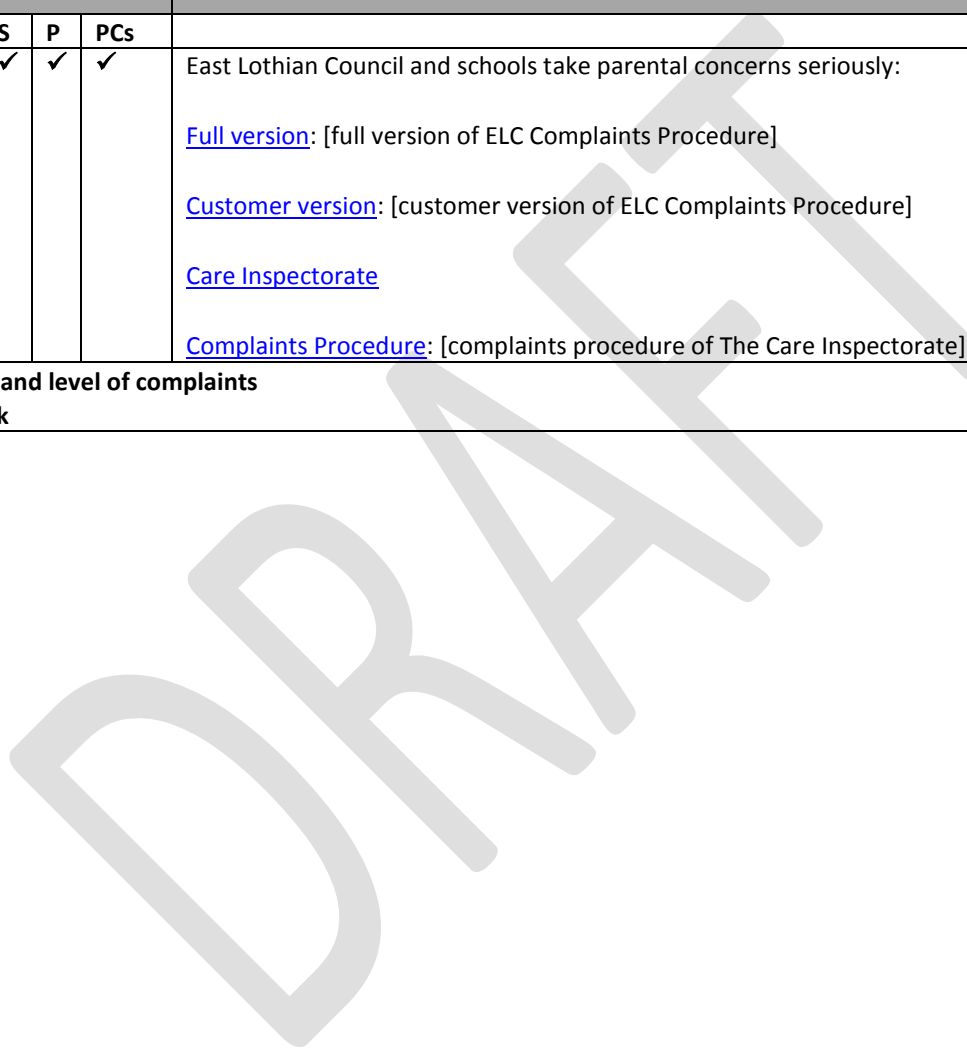 S P PCs
✓ ✓ ✓ East Lothian Council and schools take parental concerns seriously:
Full version: [full version of ELC Complaints Procedure]
Customer version: [customer version of ELC Complaints Procedure]
Care Inspectorate
Complaints Procedure: [complaints procedure of The Care Inspectorate]
and level of complaints
k
DRAFT